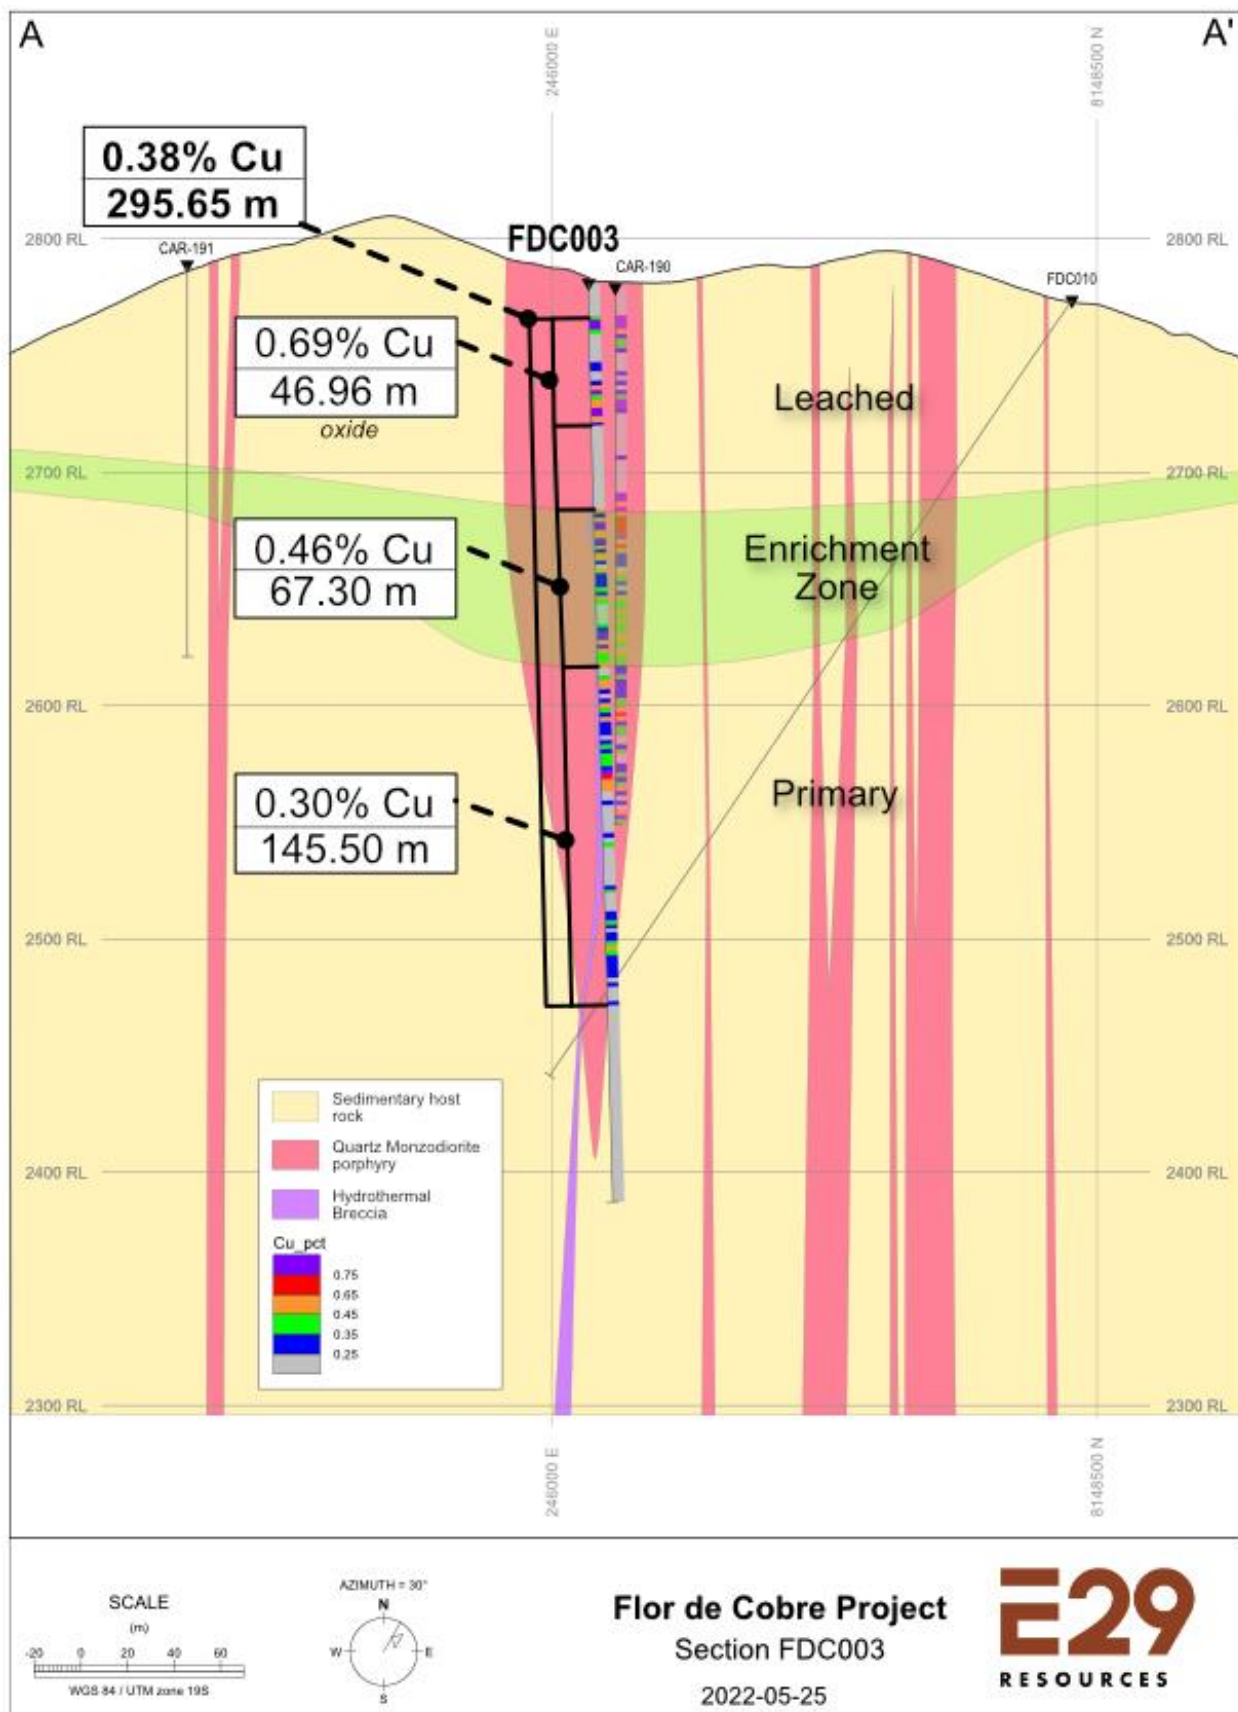 A
A'
246000 E
8148500 N
0.38% Cu
295.65 m
FDC003
2800 RL
CAR-191
CAR-190
FDC010
2800 RL
0.69% Cu
46.96 m
oxide
Leached
2700 RL
2700 RL
0.46% Cu
67.30 m
Enrichment
Zone
2600 RL
2600 RL
0.30% Cu
145.50 m
Primary
2500 RL
2500 RL
Sedimentary host
rock
Quartz Monzodiorite
porphyry
Hydrothermal
Breccia
Cu_pct
0.75
0.65
0.45
0.35
0.25
2400 RL
2400 RL
2300 RL
2300 RL
246000 E
8148500 N
SCALE
(m)
-20 0 20 40 60
WGS 84 / UTM zone 19S
AZIMUTH = 30°
N
W
E
S
Flor de Cobre Project
Section FDC003
2022-05-25
E29
RESOURCES